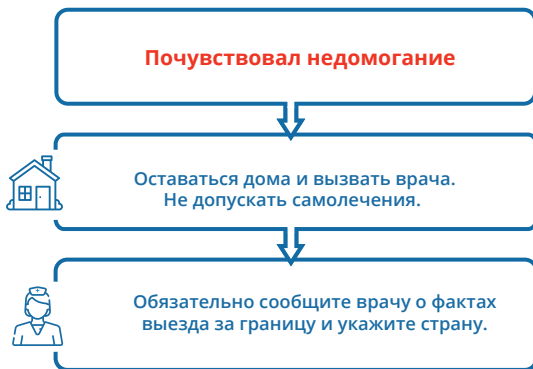 Почувствовал недомогание
Оставаться дома и вызвать врача.
Не допускать самолечения.
Обязательно сообщите врачу о фактах
выезда за границу и укажите страну.